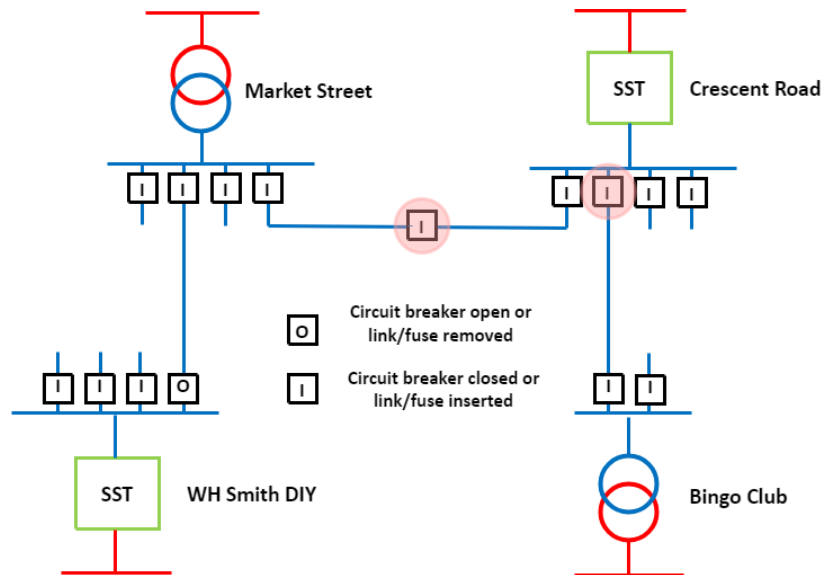 Market Street
SST
Crescent Road
I I I I
I I I I
I
O
Circuit breaker open or
link/fuse removed
I
Circuit breaker closed or
link/fuse inserted
I I I O
I I
SST
WH Smith DIY
Bingo Club